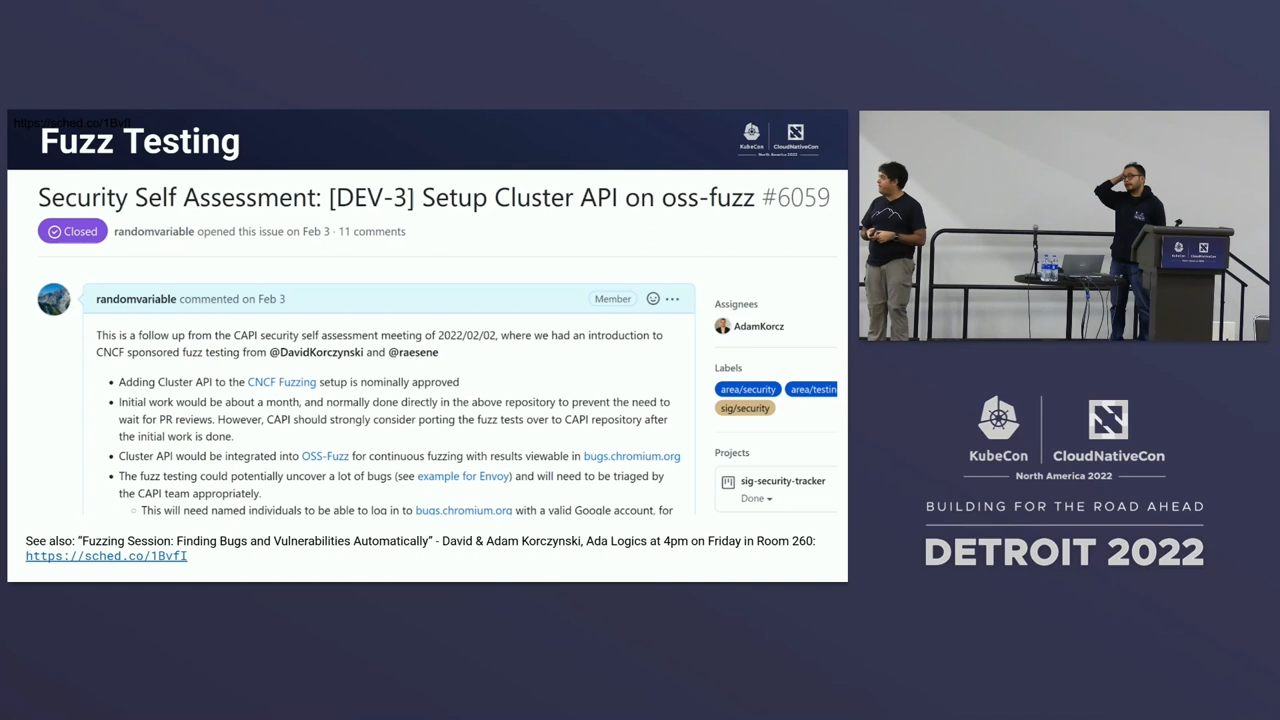 https://sched.co/1BvfI
Fuzz Testing
KubeCon
CloudNativeCon
North America 2022
Security Self Assessment: [DEV-3] Setup Cluster API on oss-fuzz #6059
Closed
randomvariable opened this issue on Feb 3 · 11 comments
randomvariable commented on Feb 3
Member
This is a follow up from the CAPI security self assessment meeting of 2022/02/02, where we had an introduction to
CNCF sponsored fuzz testing from @DavidKorczynski and @raesene
• Adding Cluster API to the CNCF Fuzzing setup is nominally approved
• Initial work would be about a month, and normally done directly in the above repository to prevent the need to
wait for PR reviews. However, CAPI should strongly consider porting the fuzz tests over to CAPI repository after
the initial work is done.
• Cluster API would be integrated into OSS-Fuzz for continuous fuzzing with results viewable in bugs.chromium.org
• The fuzz testing could potentially uncover a lot of bugs (see example for Envoy) and will need to be triaged by
the CAPI team appropriately.
◦ This will need named individuals to be able to log in to bugs.chromium.org with a valid Google account, for
Assignees
AdamKorcz
Labels
area/security area/testin
sig/security
Projects
sig-security-tracker
Done
See also: “Fuzzing Session: Finding Bugs and Vulnerabilities Automatically” - David & Adam Korczynski, Ada Logics at 4pm on Friday in Room 260:
https://sched.co/1BvfI
KubeCon
CloudNativeCon
North America 2022
BUILDING FOR THE ROAD AHEAD
DETROIT 2022